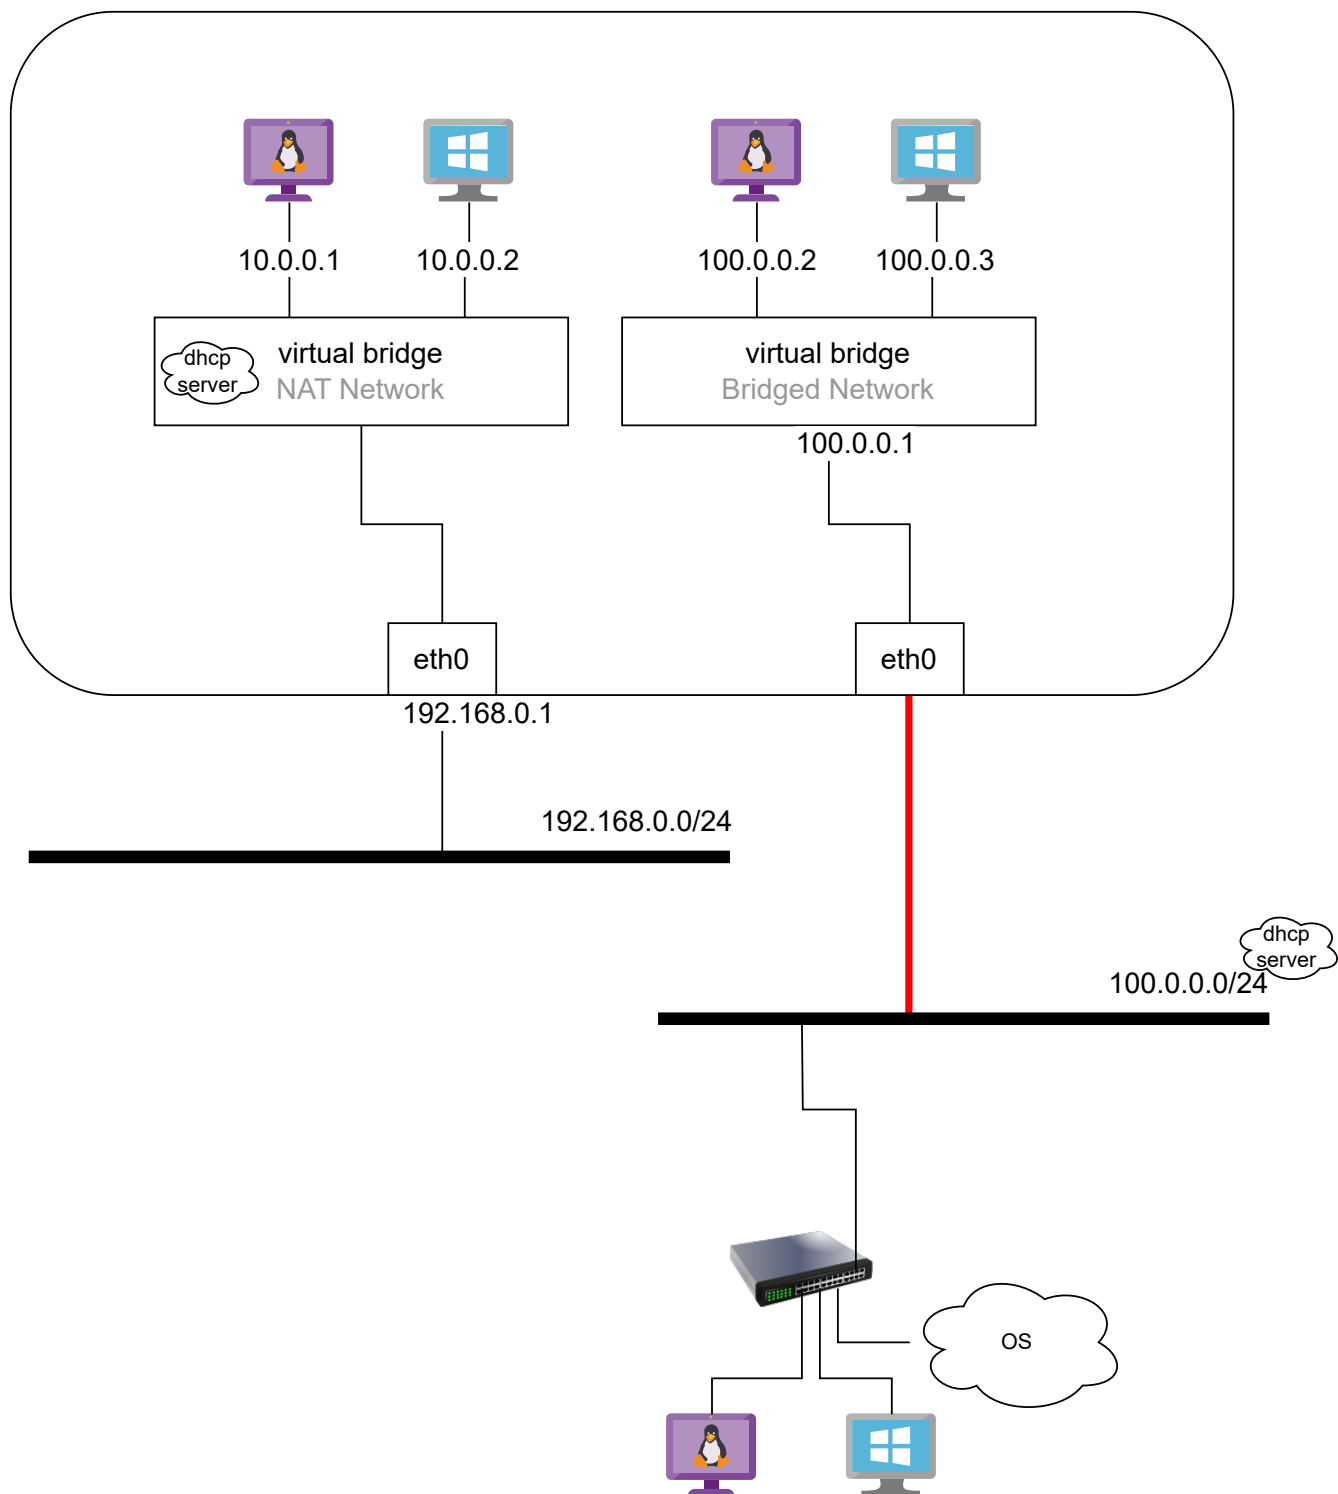 10.0.0.1
10.0.0.2
100.0.0.2
100.0.0.3
dhcp
server
virtual bridge
NAT Network
virtual bridge
Bridged Network
100.0.0.1
eth0
eth0
192.168.0.1
192.168.0.0/24
dhcp
server
100.0.0.0/24
OS